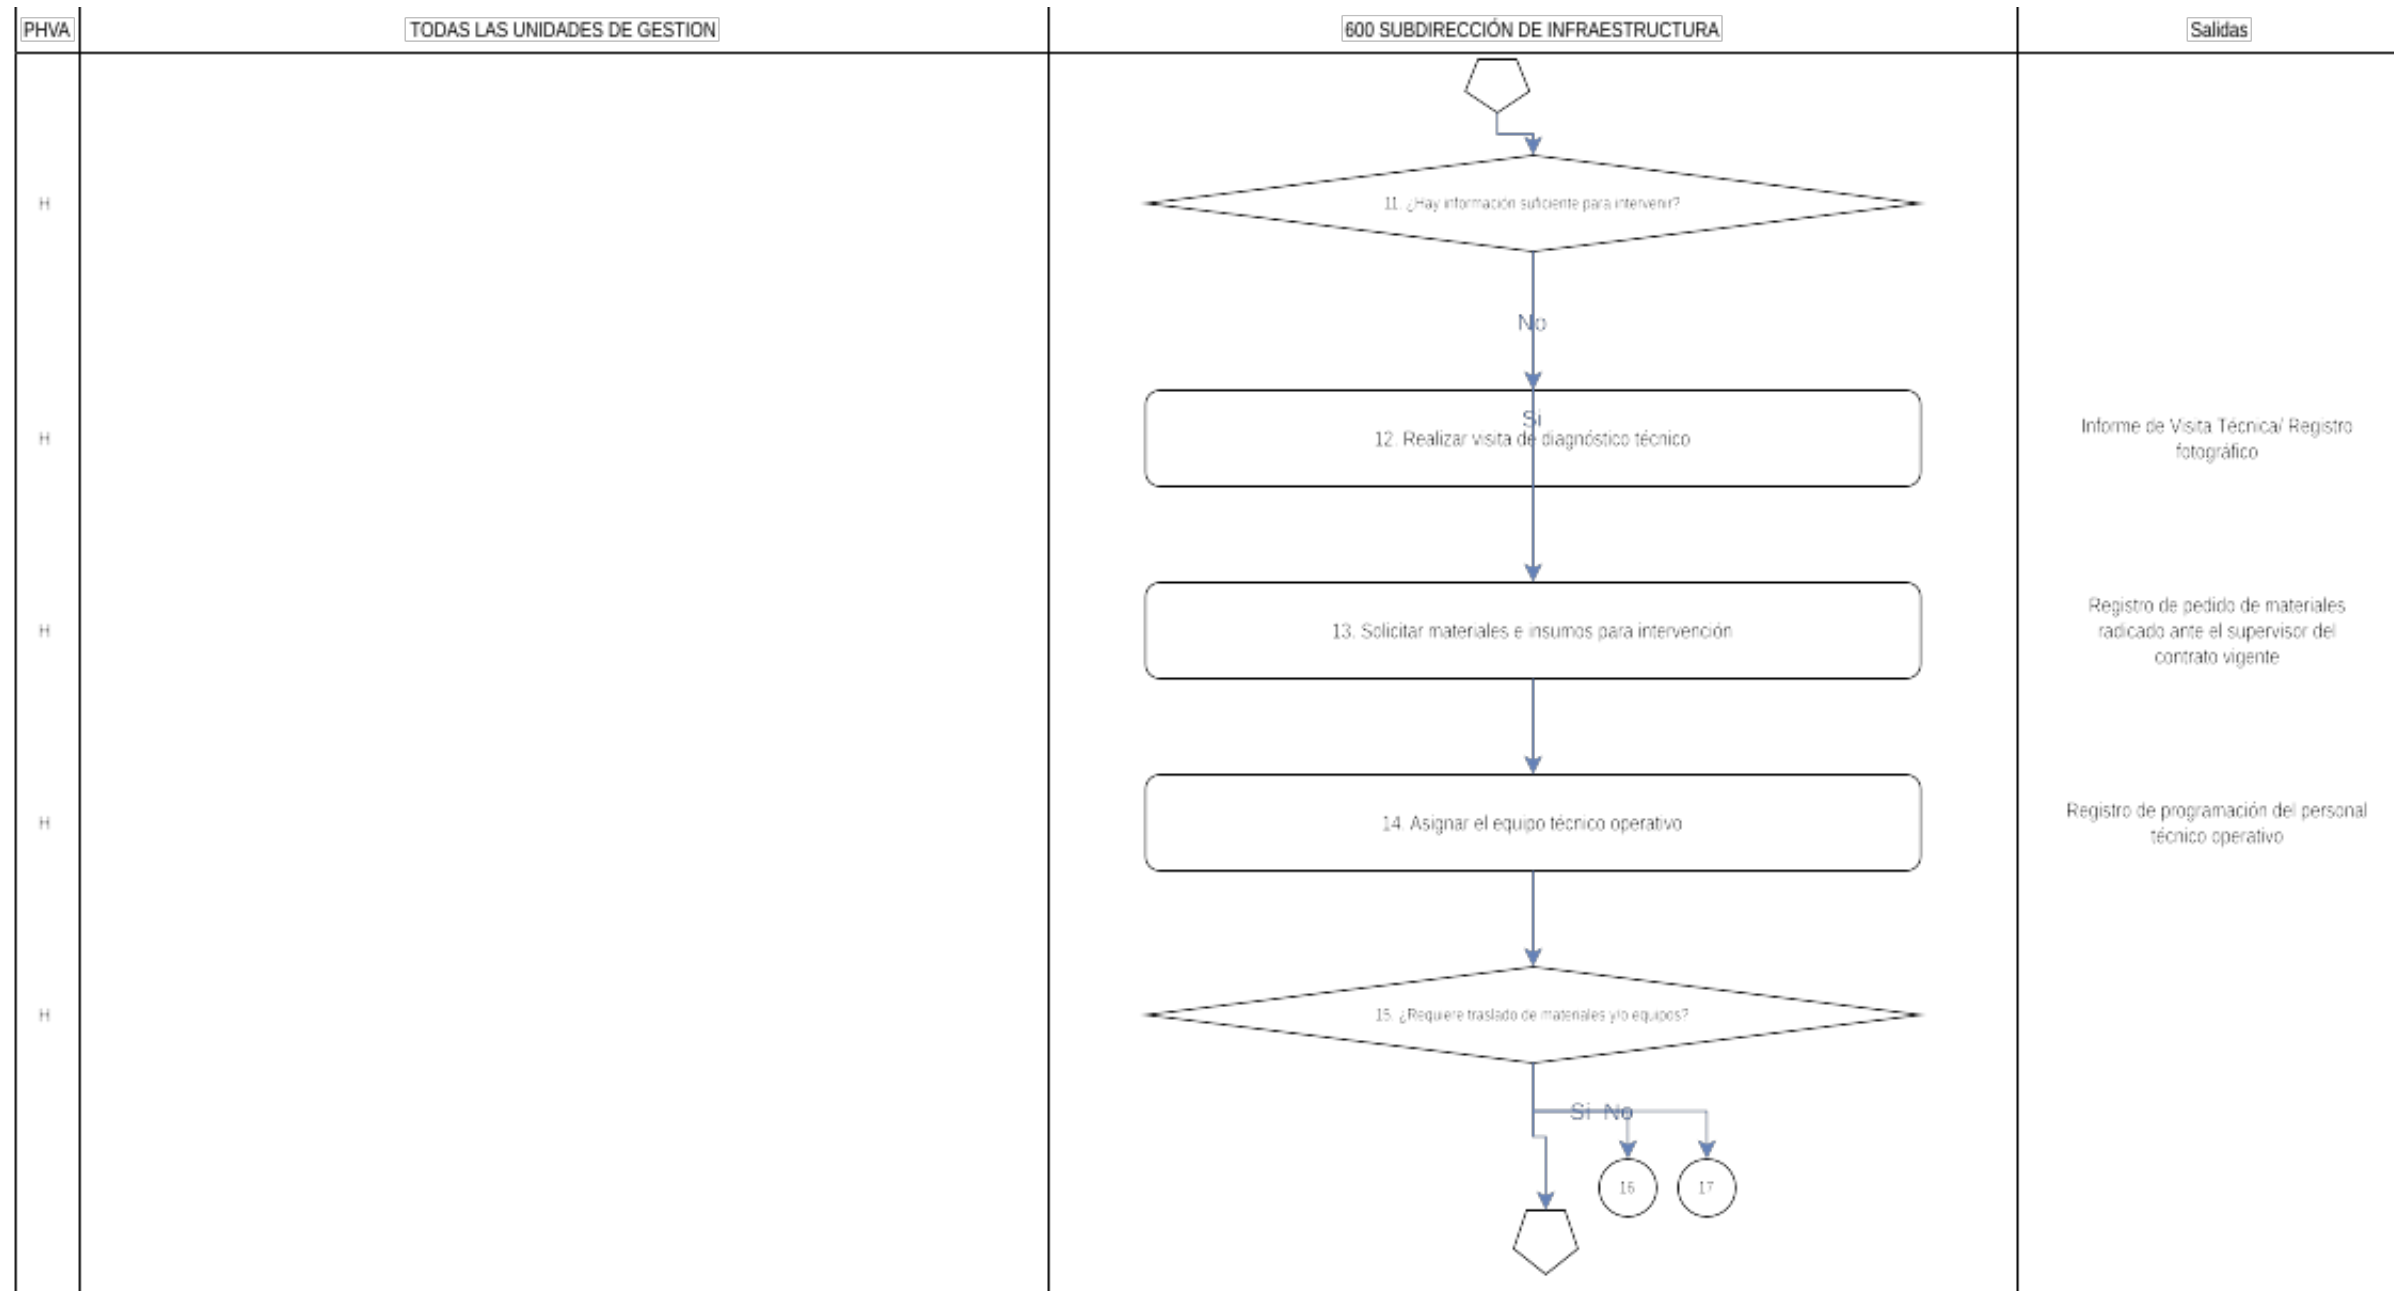 PHVA
TODAS LAS UNIDADES DE GESTION
600 SUBDIRECCIÓN DE INFRAESTRUCTURA
Salidas
H
11. ¿Hay información suficiente para intervenir?
No
H
Si
12. Realizar visita de diagnóstico técnico
Informe de Visita Técnica/ Registro
fotográfico
H
13. Solicitar materiales e insumos para intervención
Registro de pedido de materiales
radicado ante el supervisor del
contrato vigente
H
14. Asignar el equipo técnico operativo
Registro de programación del personal
técnico operativo
H
15. ¿Requiere traslado de materiales y/o equipos?
Si No
16
17